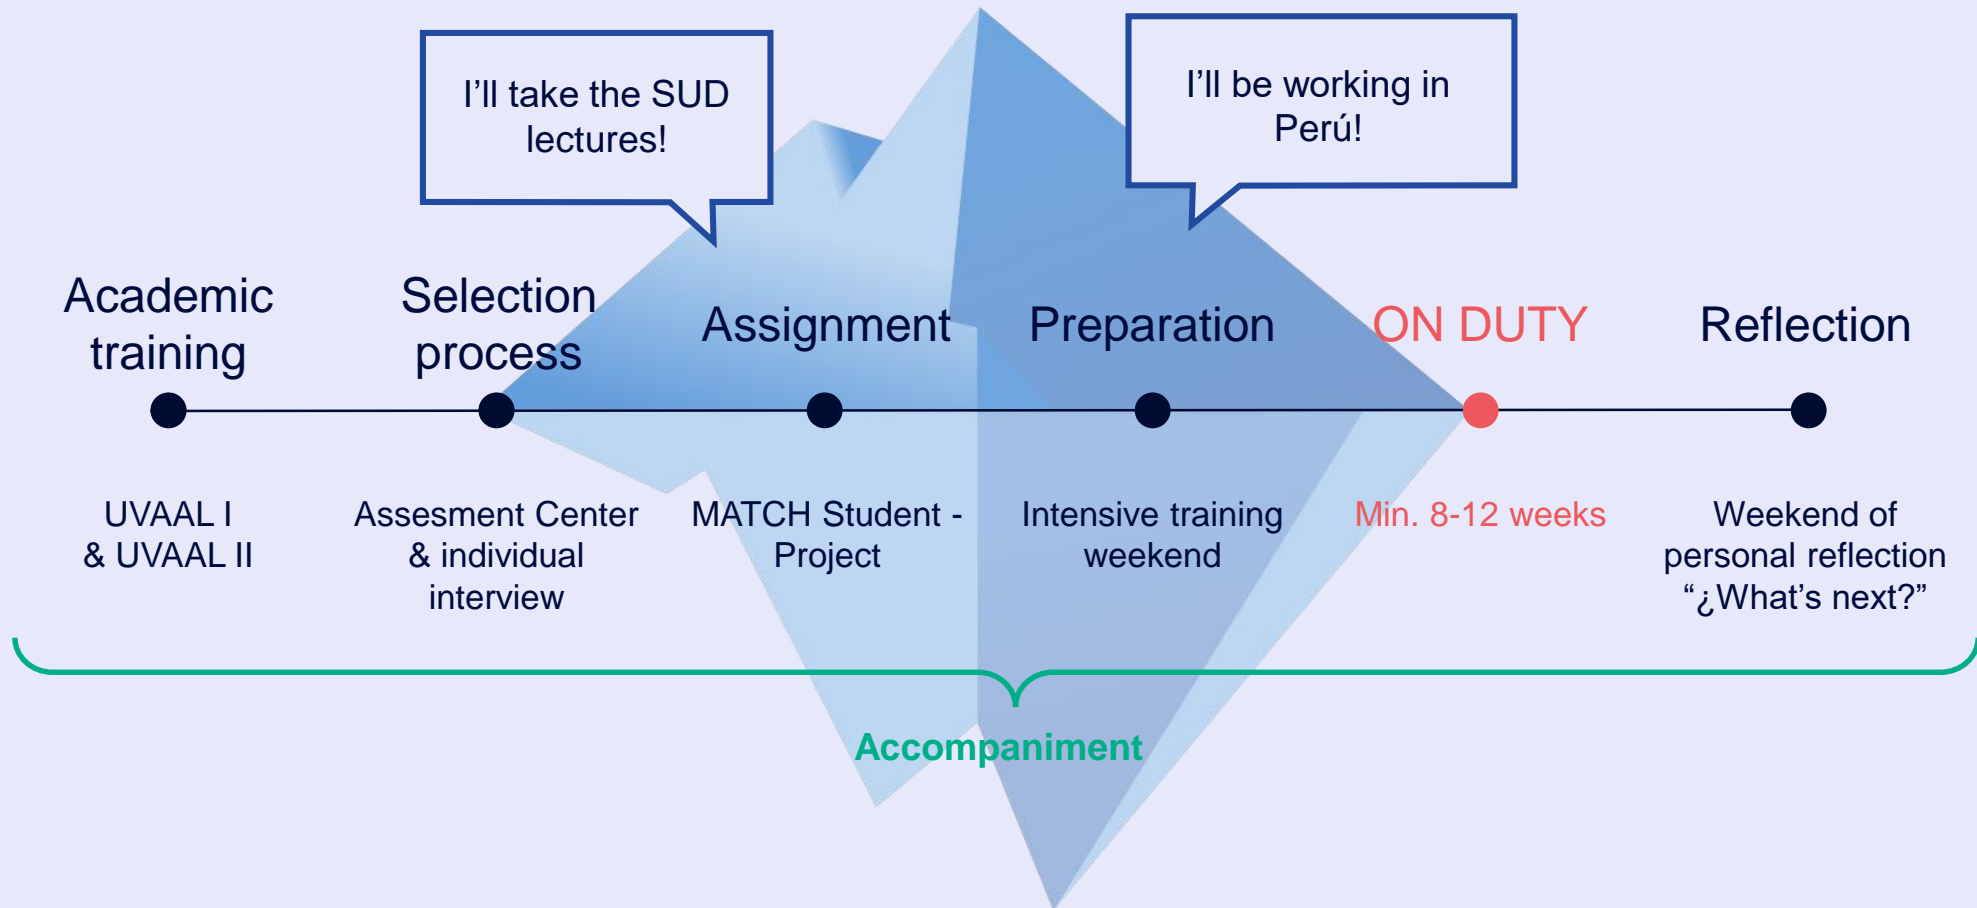 I'll take the SUD
lectures!
I'll be working in
Perú!
Academic
training
Selection
process
Assignment
Preparation
ON DUTY
Reflection
UVAAL I
& UVAAL II
Assesment Center
& individual
interview
MATCH Student -
Project
Intensive training
weekend
Min. 8-12 weeks
Weekend of
personal reflection
“¿What’s next?”
Accompaniment